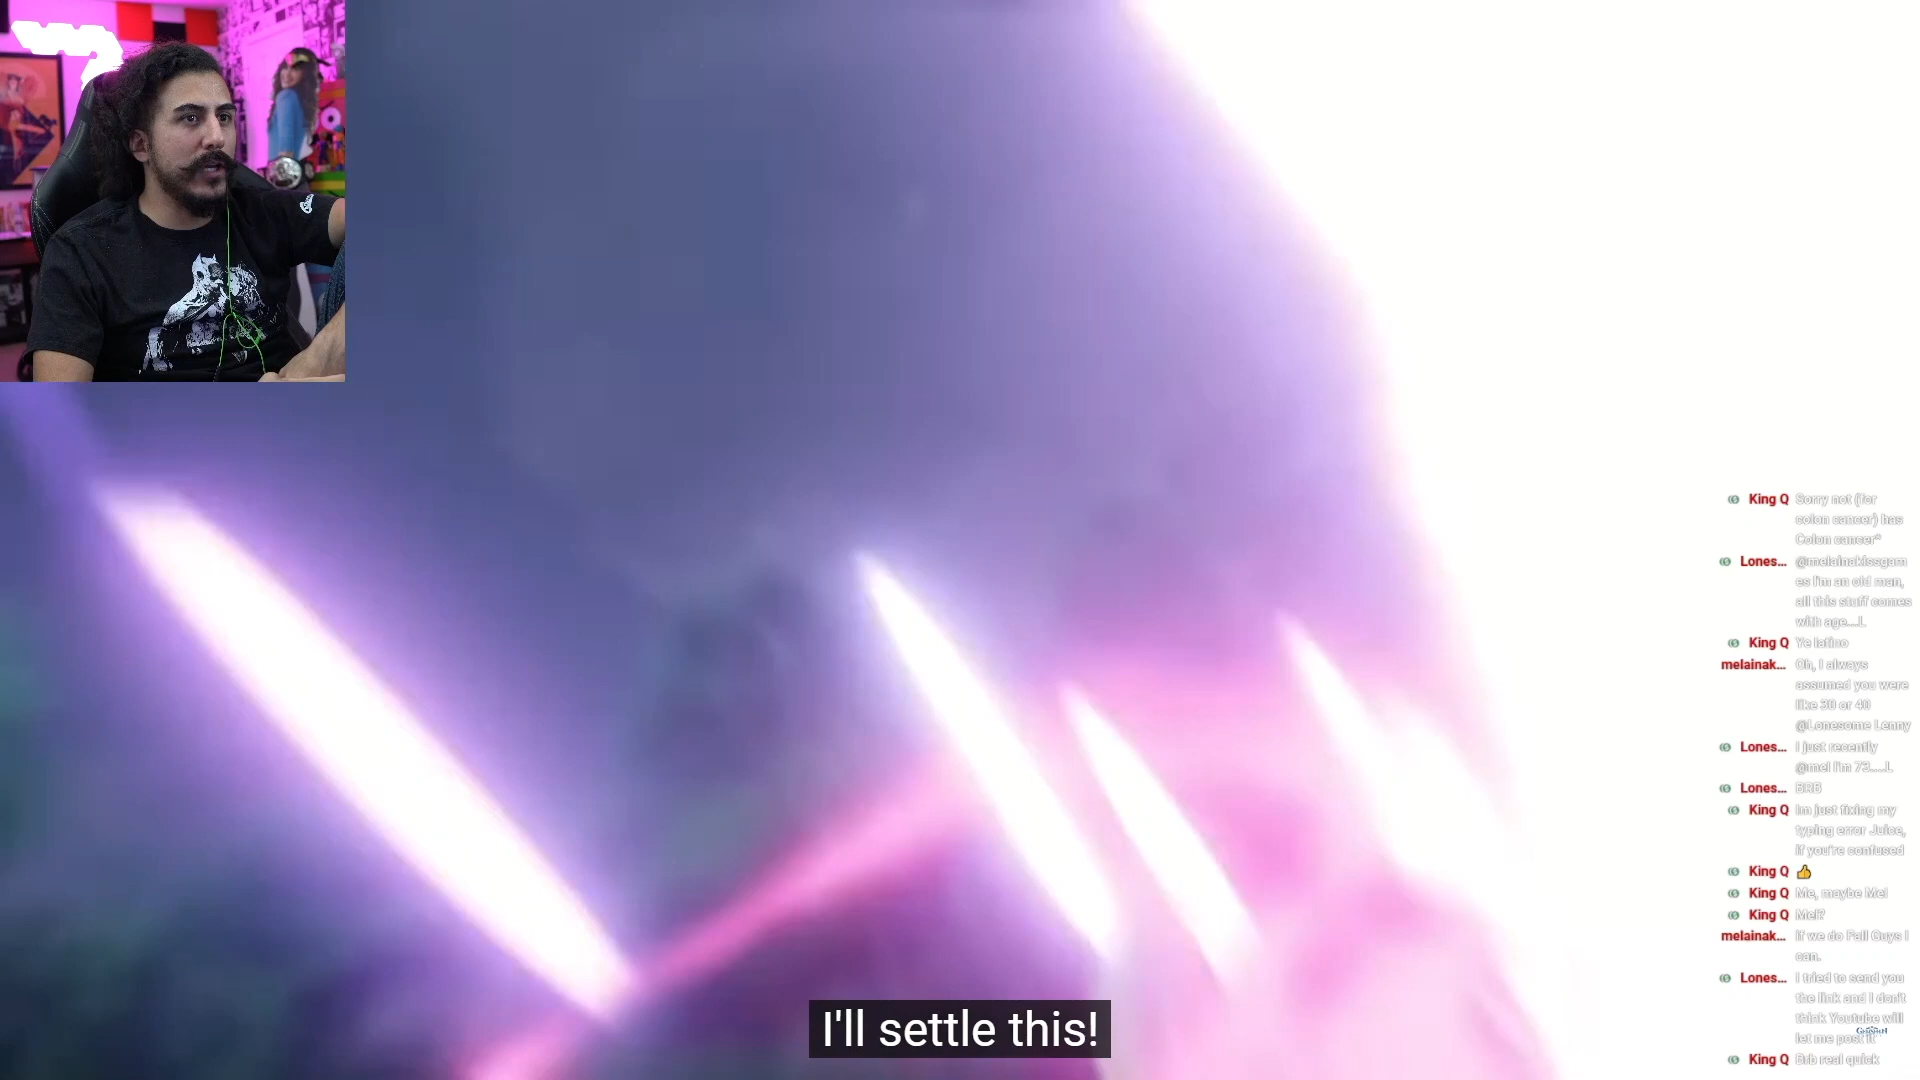 King Q Sorry not (for
colon cancer) has
Colon cancer*
Lones... @melainakissgam
es I'm an old man,
all this stuff comes
with age....L
King Q Ye latino
melainak... Oh, I always
assumed you were
like 30 or 40
@Lonesome Lenny
Lones... I just recently
@mel I'm 73.....L
Lones... BRB
King Q Im just fixing my
typing error Juice,
if you're confused
King Q 👍
King Q Me, maybe Mel
King Q Mel?
melainak... If we do Fall Guys I
can.
Lones... I tried to send you
the link and I don't
think Youtube will
let me post it"
Genshin
King Q Brb real quick
I'll settle this!